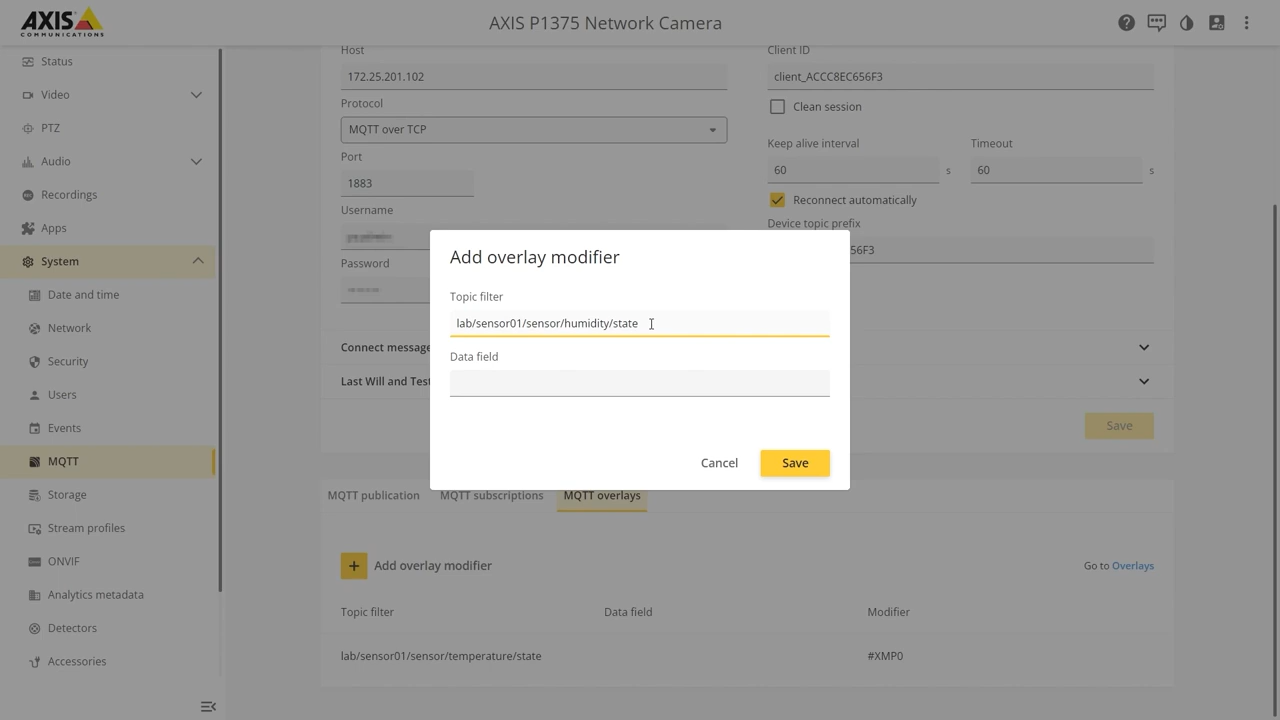 AXIS
COMMUNICATIONS
AXIS P1375 Network Camera
Status
Video
PTZ
Audio
Recordings
Apps
System
Date and time
Network
Security
Users
Events
MQTT
Storage
Stream profiles
ONVIF
Analytics metadata
Detectors
Accessories
Host
172.25.201.102
Protocol
MQTT over TCP
Port
1883
Username
Password
Client ID
client_ACCC8EC656F3
Clean session
Keep alive interval
Timeout
60 s
60 s
Reconnect automatically
Device topic prefix
56F3
Connect message
Last Will and Test
Save
Add overlay modifier
Topic filter
lab/sensor01/sensor/humidity/state
Data field
Cancel
Save
MQTT publication
MQTT subscriptions
MQTT overlays
+ Add overlay modifier
Go to Overlays
Topic filter
Data field
Modifier
lab/sensor01/sensor/temperature/state
#XMP0